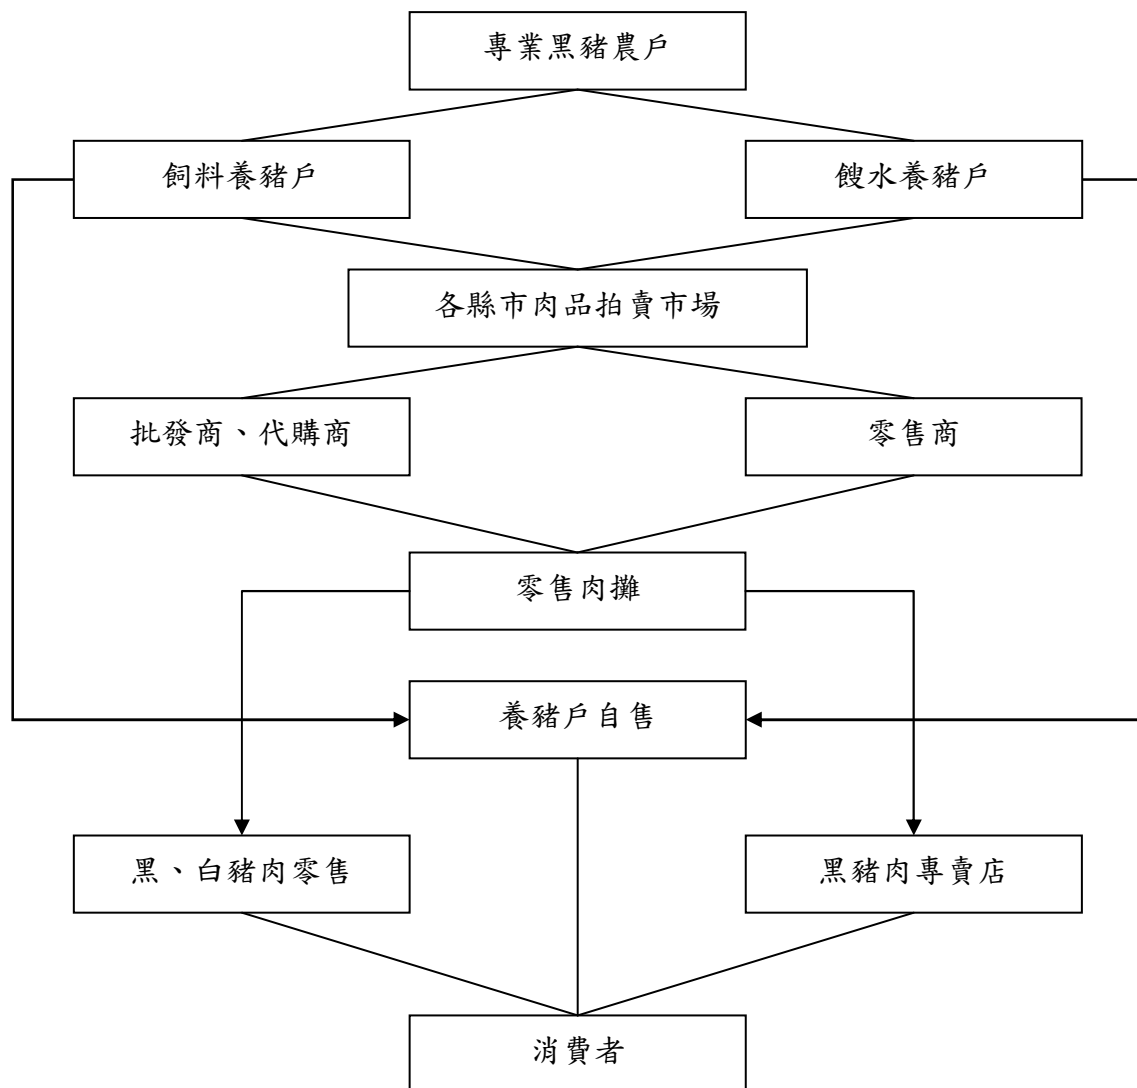 專業黑豬農戶
飼料養豬戶
餿水養豬戶
各縣市肉品拍賣市場
批發商、代購商
零售商
零售肉攤
養豬戶自售
黑、白豬肉零售
黑豬肉專賣店
消費者